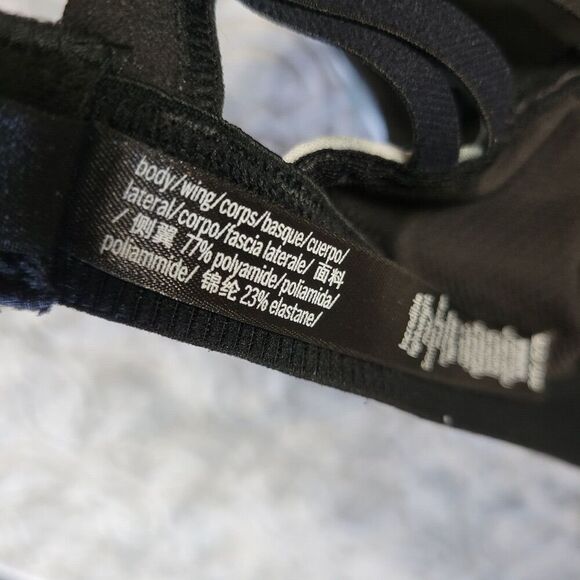 body/wing/corps/basque/cuerpo/
lateral/corpo/fascia laterale/ 面料
/ 侧翼 77% polyamide/poliamida/
poliammide/ 锦纶 23% elastane/